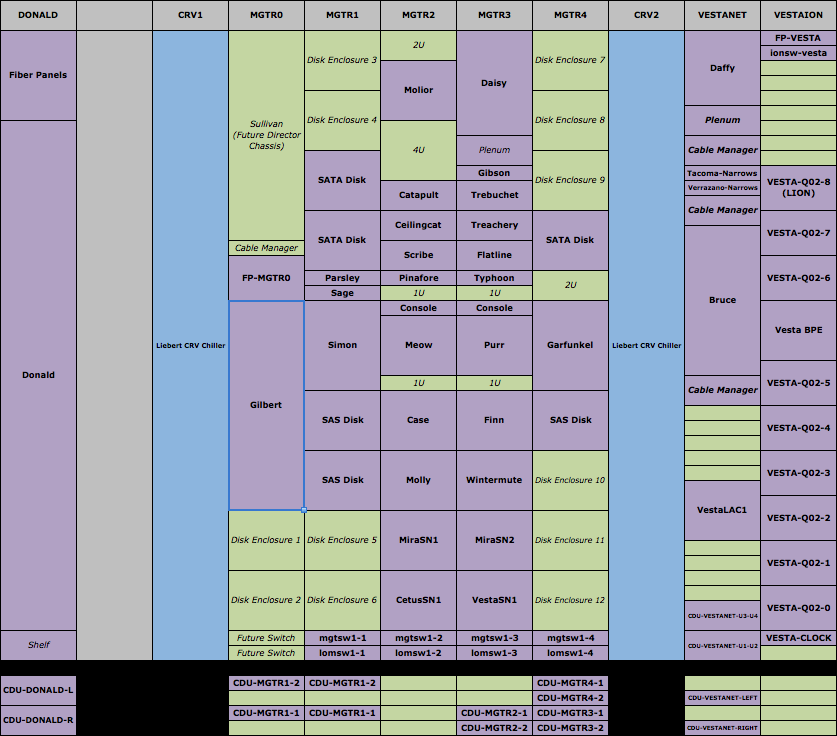 DONALD CRV1 MGTR0 MGTR1 MGTR2 MGTR3 MGTR4 CRV2 VESTANET VESTAION
FP-VESTA
2U
ionsw-vesta
Disk Enclosure 3
Disk Enclosure 7
Daffy
Fiber Panels
Daisy
Molior
Disk Enclosure 4
Disk Enclosure 8
Plenum
Sullivan
(Future Director
Chassis)
4U
Plenum
Cable Manager
Gibson
Tacoma-Narrows
SATA Disk
Disk Enclosure 9
VESTA-Q02-8
(LION)
Verrazano-Narrows
Catapult
Trebuchet
Cable Manager
Ceilingcat
Treachery
VESTA-Q02-7
SATA Disk
SATA Disk
Cable Manager
Scribe
Flatline
FP-MGTR0
Parsley
Pinafore
Typhoon
VESTA-Q02-6
2U
Sage
1U
1U
Bruce
Console
Console
Vesta BPE
Liebert CRV Chiller
Simon
Meow
Purr
Garfunkel
Liebert CRV Chiller
Donald
1U
1U
VESTA-Q02-5
Cable Manager
Gilbert
SAS Disk
Case
Finn
SAS Disk
VESTA-Q02-4
SAS Disk
Molly
Wintermute
Disk Enclosure 10
VESTA-Q02-3
VestaLAC1
VESTA-Q02-2
Disk Enclosure 1
Disk Enclosure 5
MiraSN1
MiraSN2
Disk Enclosure 11
VESTA-Q02-1
Disk Enclosure 2
Disk Enclosure 6
CetusSN1
VestaSN1
Disk Enclosure 12
VESTA-Q02-0
CDU-VESTANET-U3-U4
Shelf
Future Switch
mgtsw1-1
mgtsw1-2
mgtsw1-3
mgtsw1-4
CDU-VESTANET-U1-U2
VESTA-CLOCK
Future Switch
lomsw1-1
lomsw1-2
lomsw1-3
lomsw1-4
CDU-DONALD-L
CDU-MGTR1-2
CDU-MGTR1-2
CDU-MGTR4-1
CDU-MGTR4-2
CDU-VESTANET-LEFT
CDU-DONALD-R
CDU-MGTR1-1
CDU-MGTR1-1
CDU-MGTR2-1
CDU-MGTR3-1
CDU-MGTR2-2
CDU-MGTR3-2
CDU-VESTANET-RIGHT